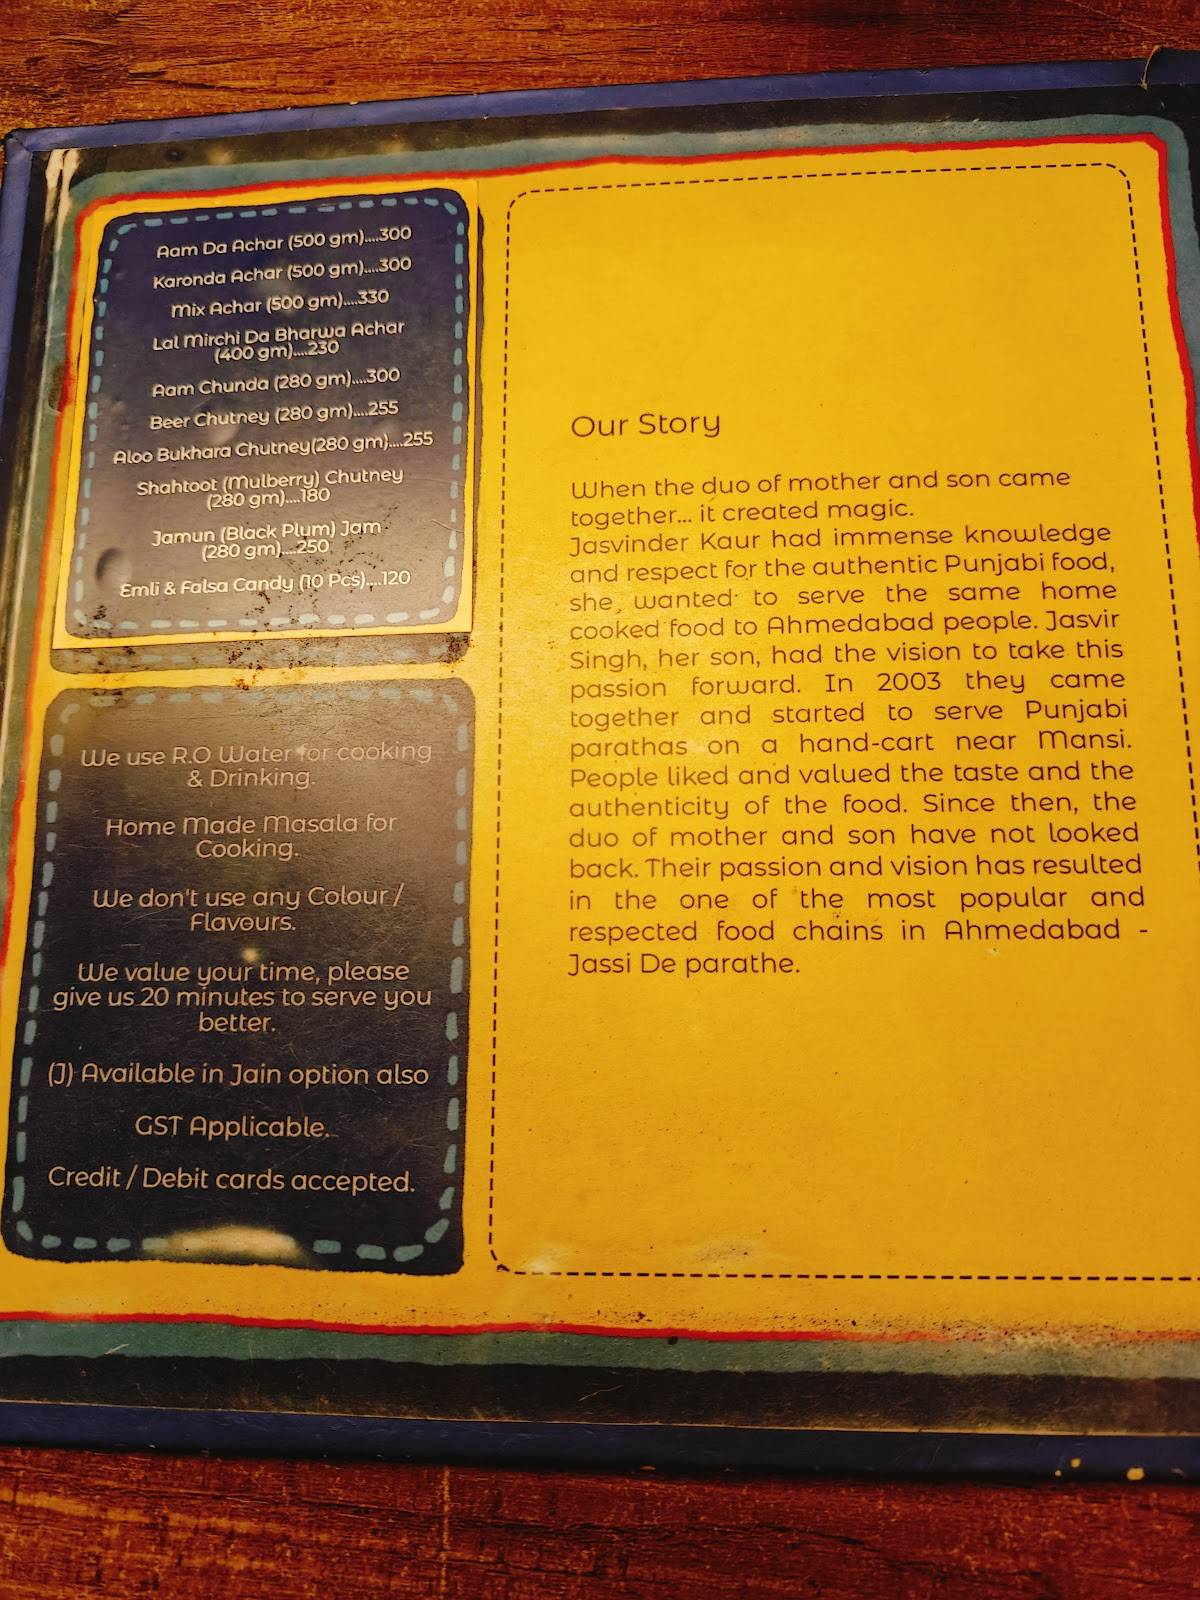 Aam Da Achar (500 gm)....300
Karonda Achar (500 gm)....300
Mix Achar (500 gm)....330
Lal Mirchi Da Bharwa Achar
(400 gm)....230
Aam Chunda (280 gm)....300
Beer Chutney (280 gm)....255
Aloo Bukhara Chutney(280 gm)....255
Shahtoot (Mulberry) Chutney
(280 gm)....180
Jamun (Black Plum) Jam
(280 gm)....250
Emli & Falsa Candy (10 Pcs)....120
We use R.O Water for cooking
& Drinking.
Home Made Masala for
Cooking.
We don't use any Colour /
Flavours.
We value your time, please
give us 20 minutes to serve you
better.
(J) Available in Jain option also
GST Applicable.
Credit / Debit cards accepted.
Our Story
When the duo of mother and son came
together... it created magic.
Jasvinder Kaur had immense knowledge
and respect for the authentic Punjabi food,
she wanted to serve the same home
cooked food to Ahmedabad people. Jasvir
Singh, her son, had the vision to take this
passion forward. In 2003 they came
together and started to serve Punjabi
parathas on a hand-cart near Mansi.
People liked and valued the taste and the
authenticity of the food. Since then, the
duo of mother and son have not looked
back. Their passion and vision has resulted
in the one of the most popular and
respected food chains in Ahmedabad -
Jassi De parathe.